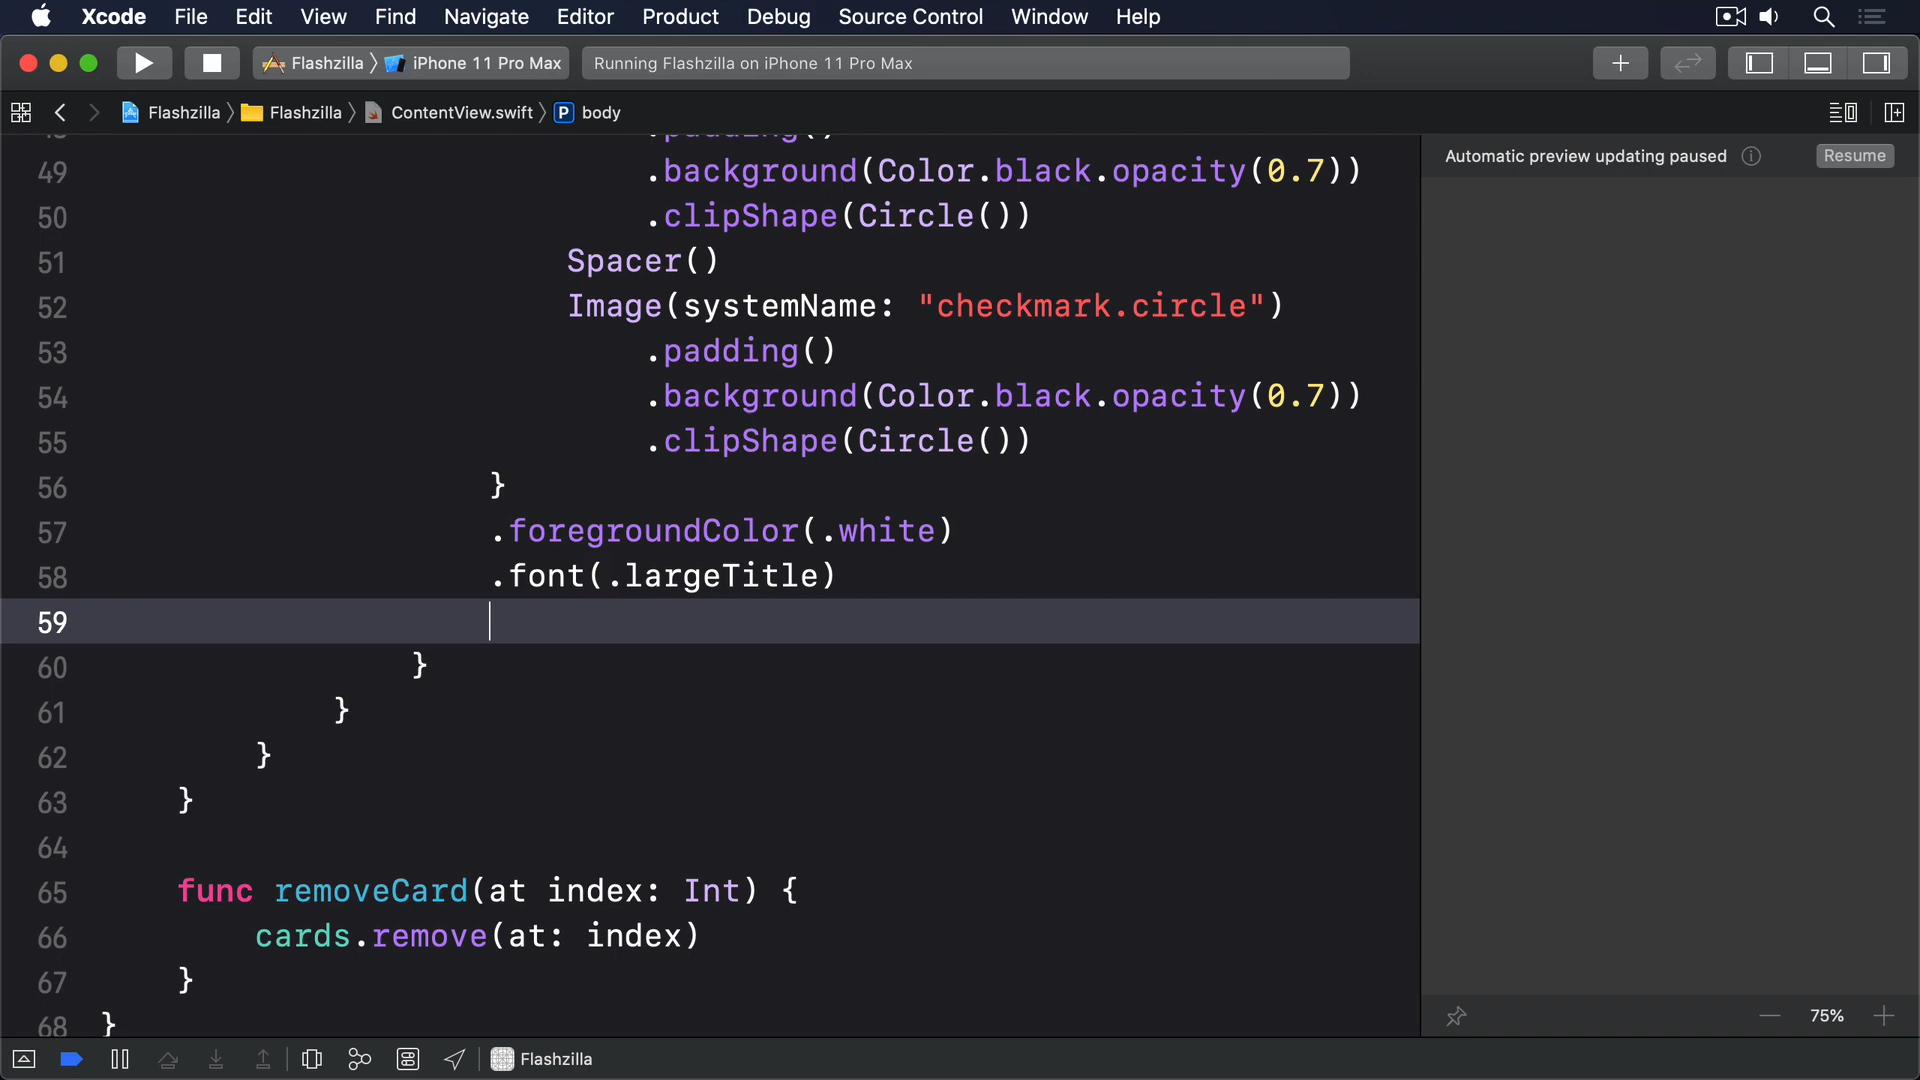 Xcode File Edit View Find Navigate Editor Product Debug Source Control Window Help
Flashzilla iPhone 11 Pro Max Running Flashzilla on iPhone 11 Pro Max
Flashzilla Flashzilla ContentView.swift P body
.padding()
49 .background(Color.black.opacity(0.7))
50 .clipShape(Circle())
51 Spacer()
52 Image(systemName: "checkmark.circle")
53 .padding()
54 .background(Color.black.opacity(0.7))
55 .clipShape(Circle())
56 }
57 .foregroundColor(.white)
58 .font(.largeTitle)
59
60 }
61 }
62 }
63 }
64
65 func removeCard(at index: Int) {
66 cards.remove(at: index)
67 }
68 }
Automatic preview updating paused Resume
75%
Flashzilla